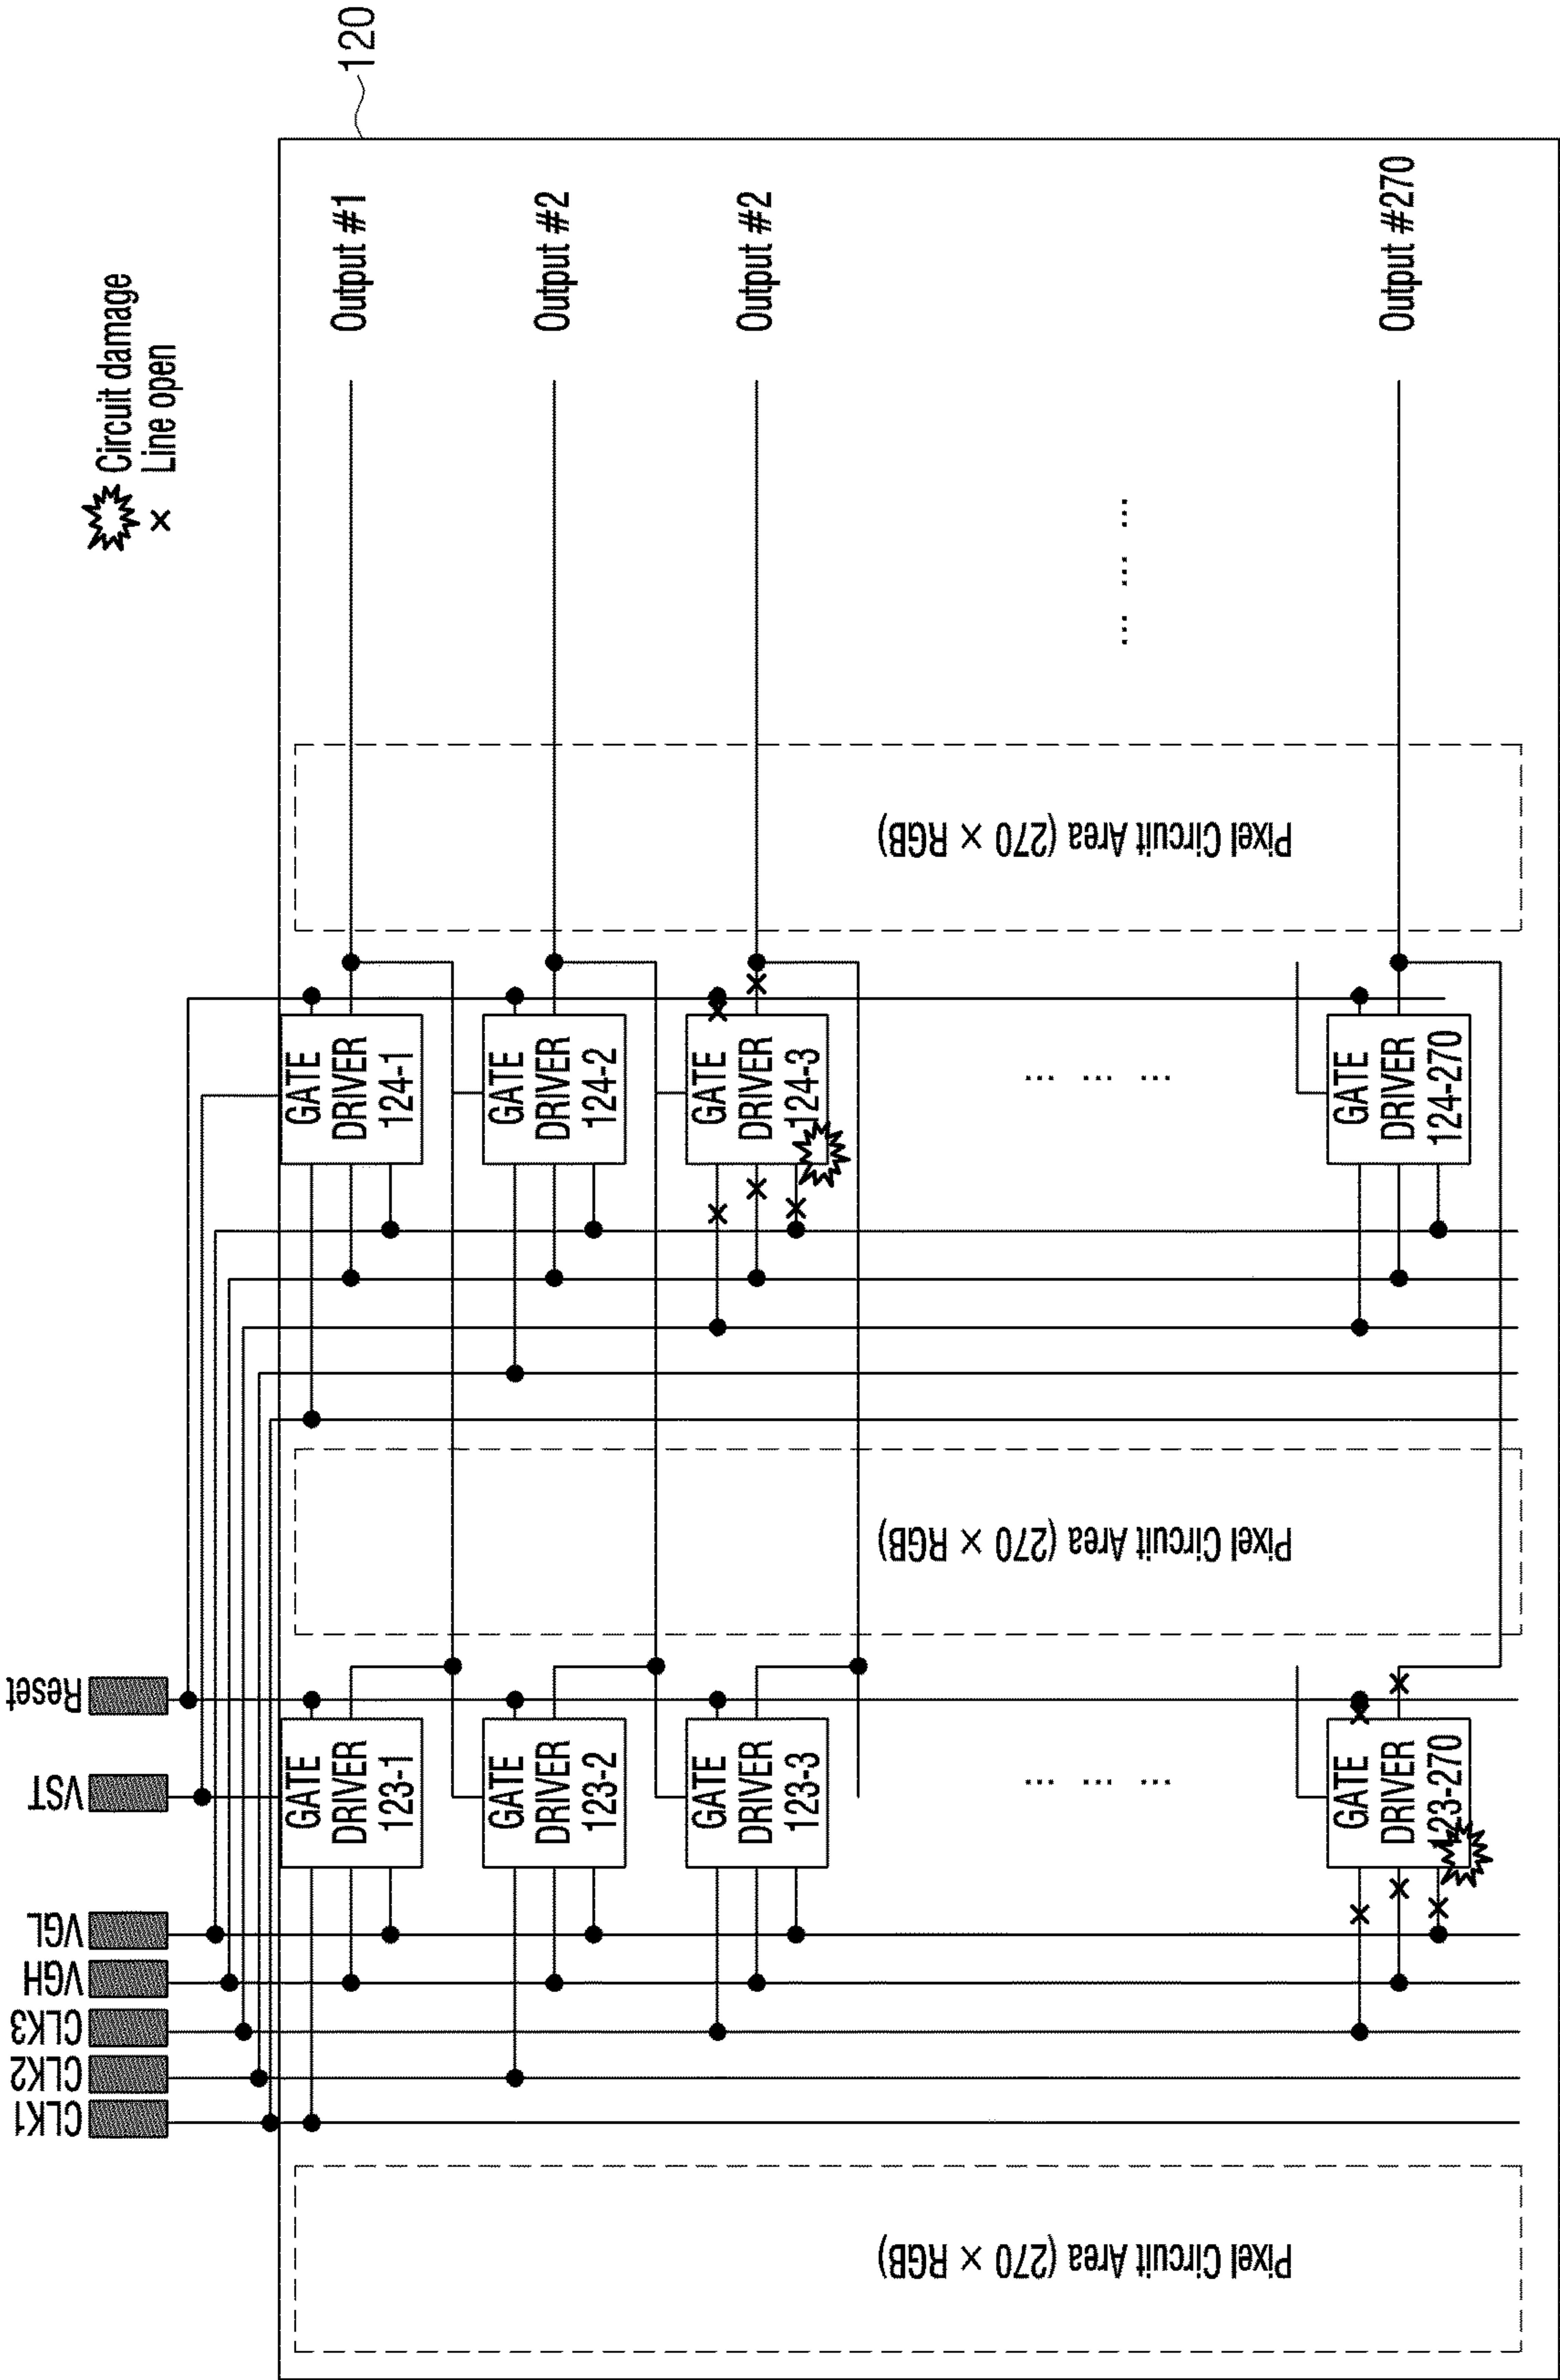 120
Circuit damage
Line open
CLK1
CLK2
CLK3
VGH
VGL
VST
Reset
Pixel Circuit Area (270 × RGB)
GATE
DRIVER
123-1
Pixel Circuit Area (270 × RGB)
GATE
DRIVER
124-1
Pixel Circuit Area (270 × RGB)
Output #1
GATE
DRIVER
123-2
GATE
DRIVER
124-2
Output #2
GATE
DRIVER
123-3
GATE
DRIVER
124-3
Output #2
... ... ...
... ... ...
... ... ...
GATE
DRIVER
123-270
GATE
DRIVER
124-270
Output #270